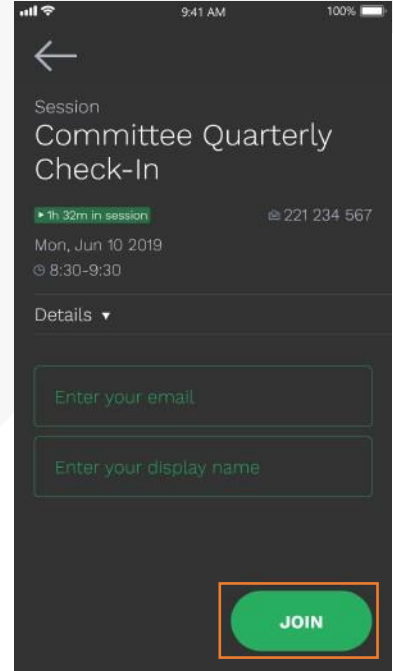 9:41 AM 100%
Session
Committee Quarterly
Check-In
1h 32m in session 221 234 567
Mon, Jun 10 2019
8:30-9:30
Details ▼
Enter your email
Enter your display name
JOIN